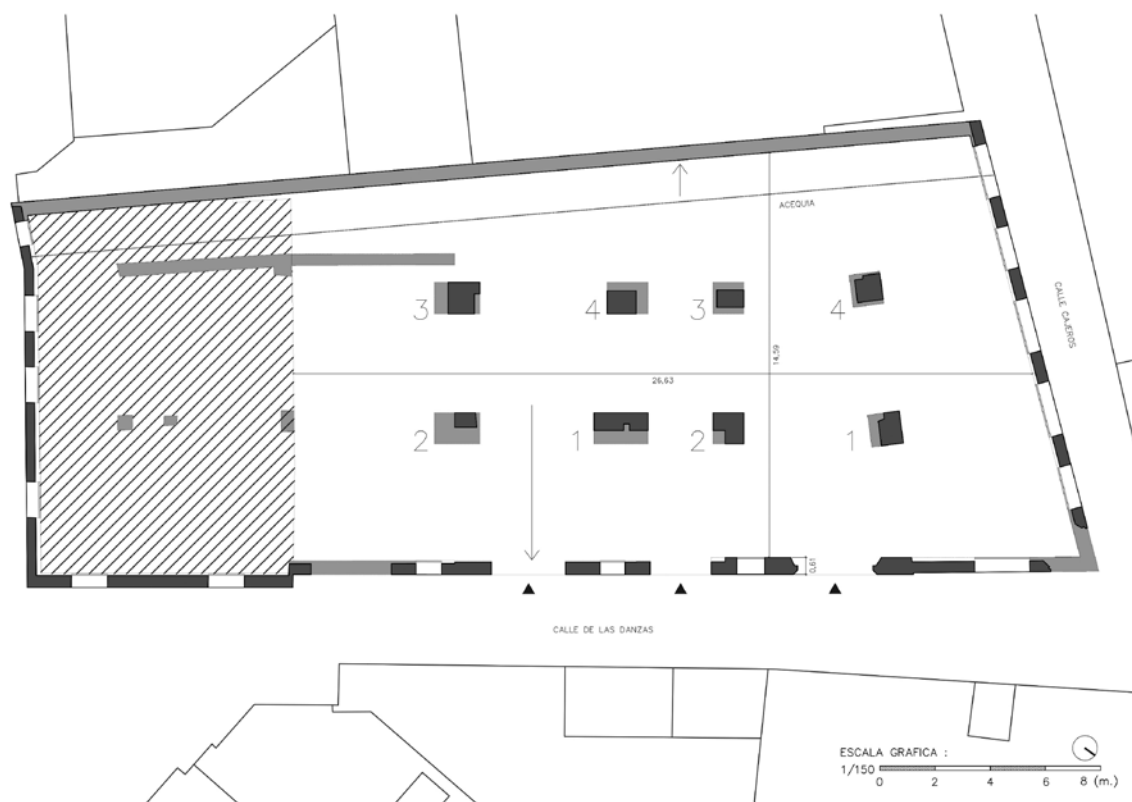 ACEQUIA
CALLE CAJEROS
3
4
3
4
14,59
26,63
2
1
2
1
0,61
CALLE DE LAS DANZAS
ESCALA GRAFICA :
1/150
0 2 4 6 8 (m.)